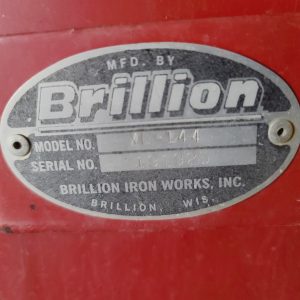 MFD. BY
Brillion
MODEL NO.
SERIAL NO.
BRILLION IRON WORKS, INC.
BRILLION, WIS.